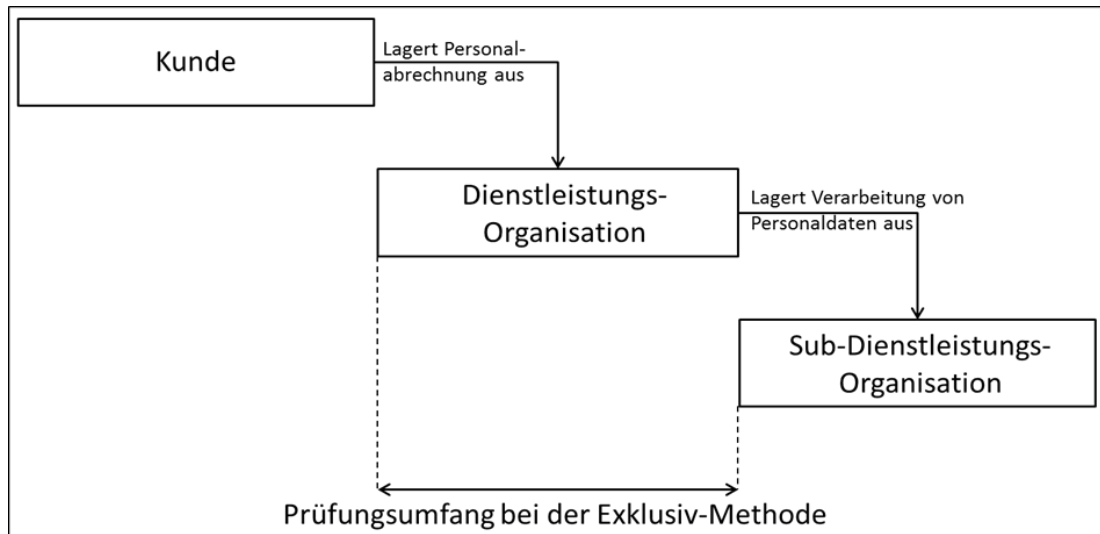 Kunde
Lagert Personal-
abrechnung aus
Dienstleistungs-
Organisation
Lagert Verarbeitung von
Personaldaten aus
Sub-Dienstleistungs-
Organisation
Prüfungsumfang bei der Exklusiv-Methode